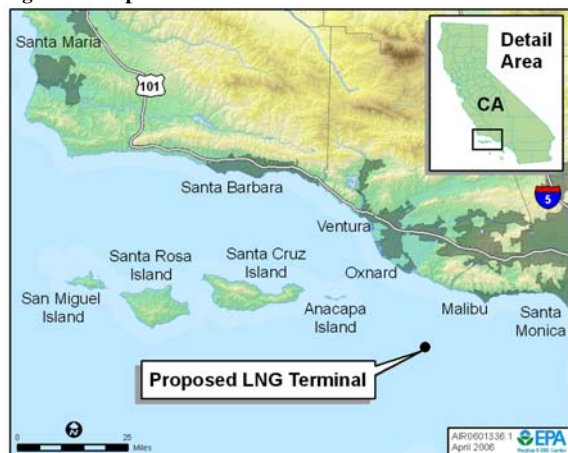 Santa Maria
101
Detail
Area
CA
5
Santa Barbara
Ventura
Santa Rosa
Island
Santa Cruz
Island
Oxnard
San Miguel
Island
Anacapa
Island
Malibu
Santa
Monica
Proposed LNG Terminal
0
25
Miles
AIR0601336.1
April 2006
EPA